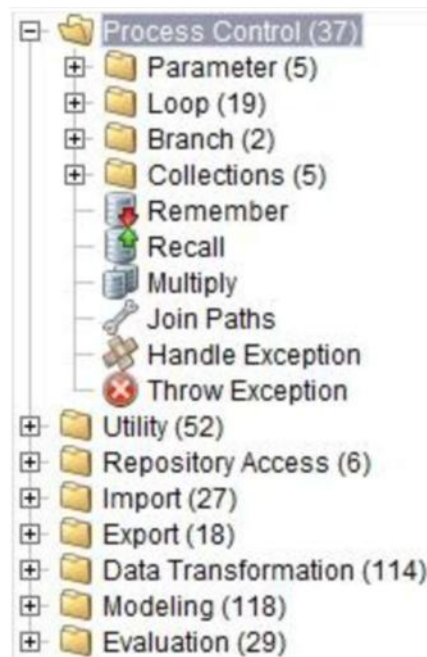 Process Control (37)
Parameter (5)
Loop (19)
Branch (2)
Collections (5)
Remember
Recall
Multiply
Join Paths
Handle Exception
Throw Exception
Utility (52)
Repository Access (6)
Import (27)
Export (18)
Data Transformation (114)
Modeling (118)
Evaluation (29)